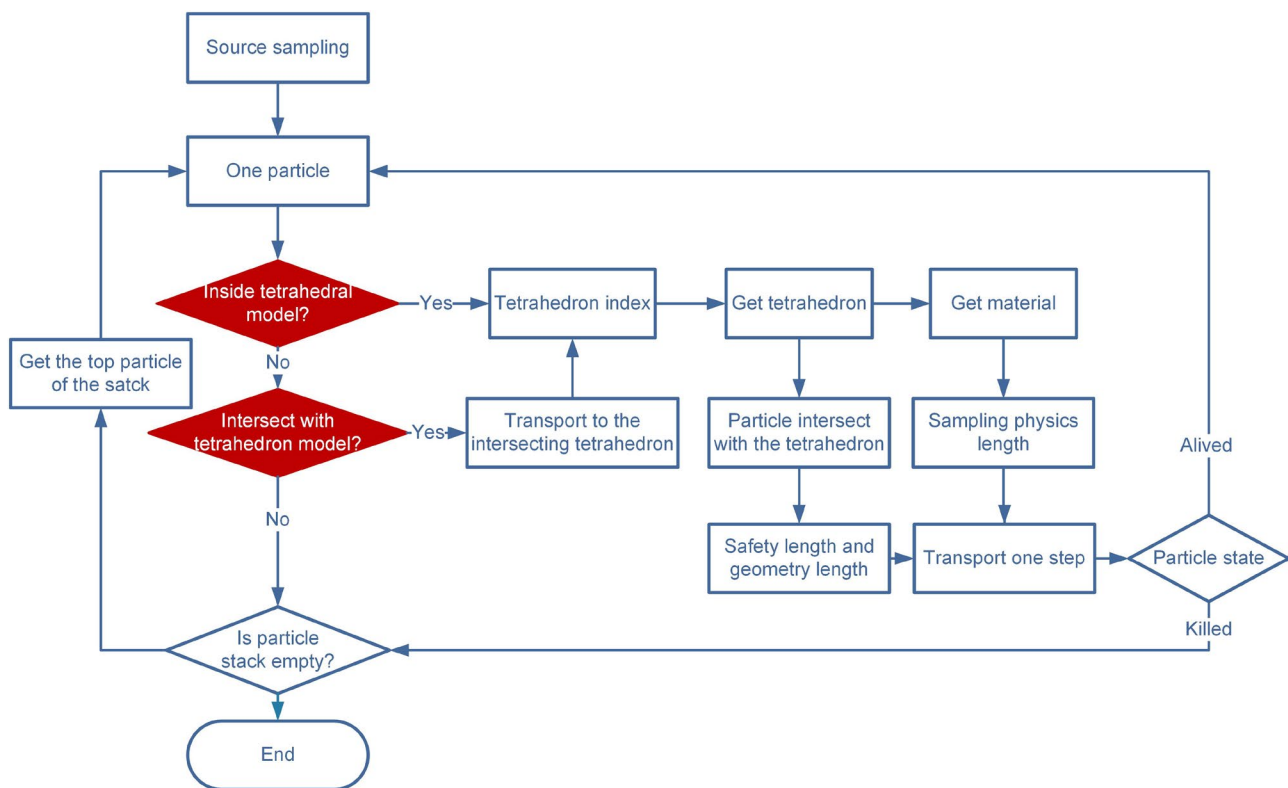 Source sampling
One particle
Inside tetrahedral
model?
Yes
Tetrahedron index
Get tetrahedron
Get material
No
Get the top particle
of the satck
Intersect with
tetrahedron model?
Yes
Transport to the
intersecting tetrahedron
Particle intersect
with the tetrahedron
Sampling physics
length
Alived
No
Safety length and
geometry length
Transport one step
Particle state
Killed
Is particle
stack empty?
End